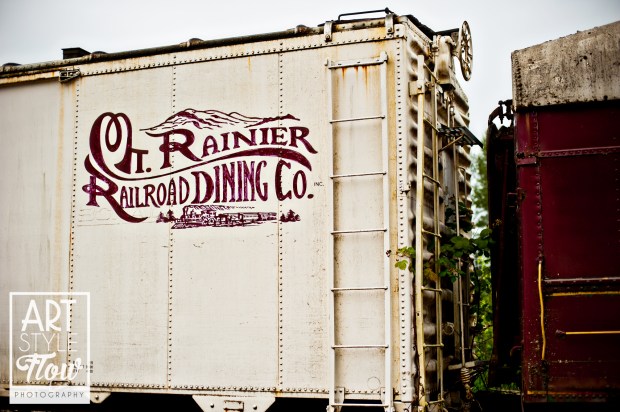 Mt. Rainier
Railroad Dining Co. INC.
ART
STYLE
Flow
PHOTOGRAPHY